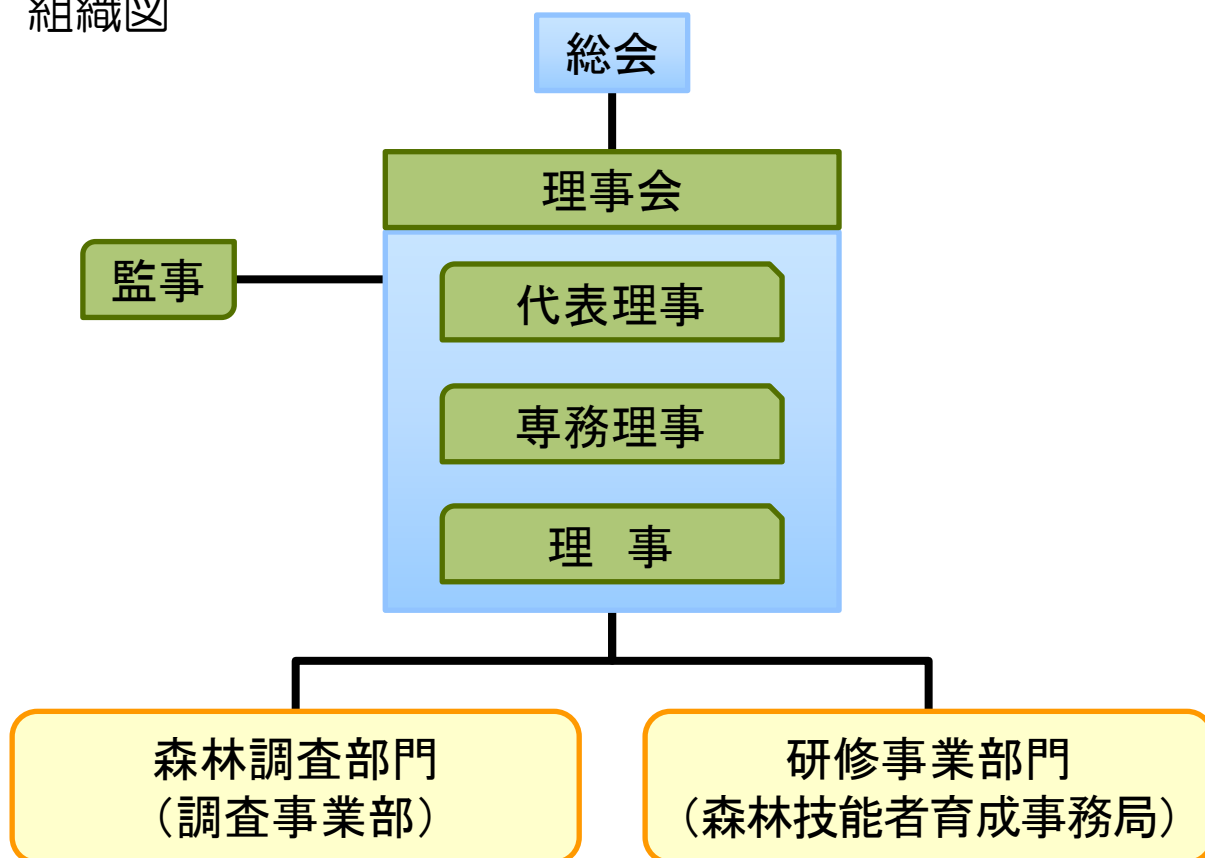 組織図
総会
理事会
監事
代表理事
専務理事
理 事
森林調査部門
（調査事業部）
研修事業部門
（森林技能者育成事務局）